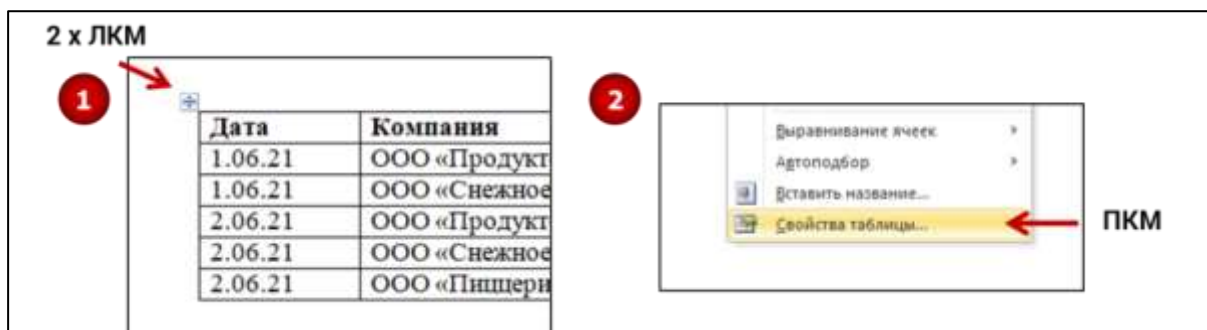 2 x ЛКМ
1
Дата Компания
1.06.21 ООО «Продукт
1.06.21 ООО «Снежное
2.06.21 ООО «Продукт
2.06.21 ООО «Снежное
2.06.21 ООО «Пиццери
2
Выравнивание ячеек
Автоподбор
Вставить название...
Свойства таблицы...
ПКМ